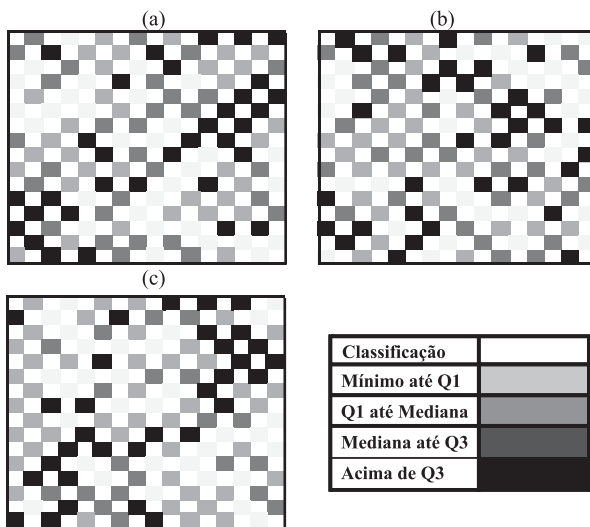 (a)
(b)
(c)
Classificação
Mínimo até Q1
Q1 até Mediana
Mediana até Q3
Acima de Q3